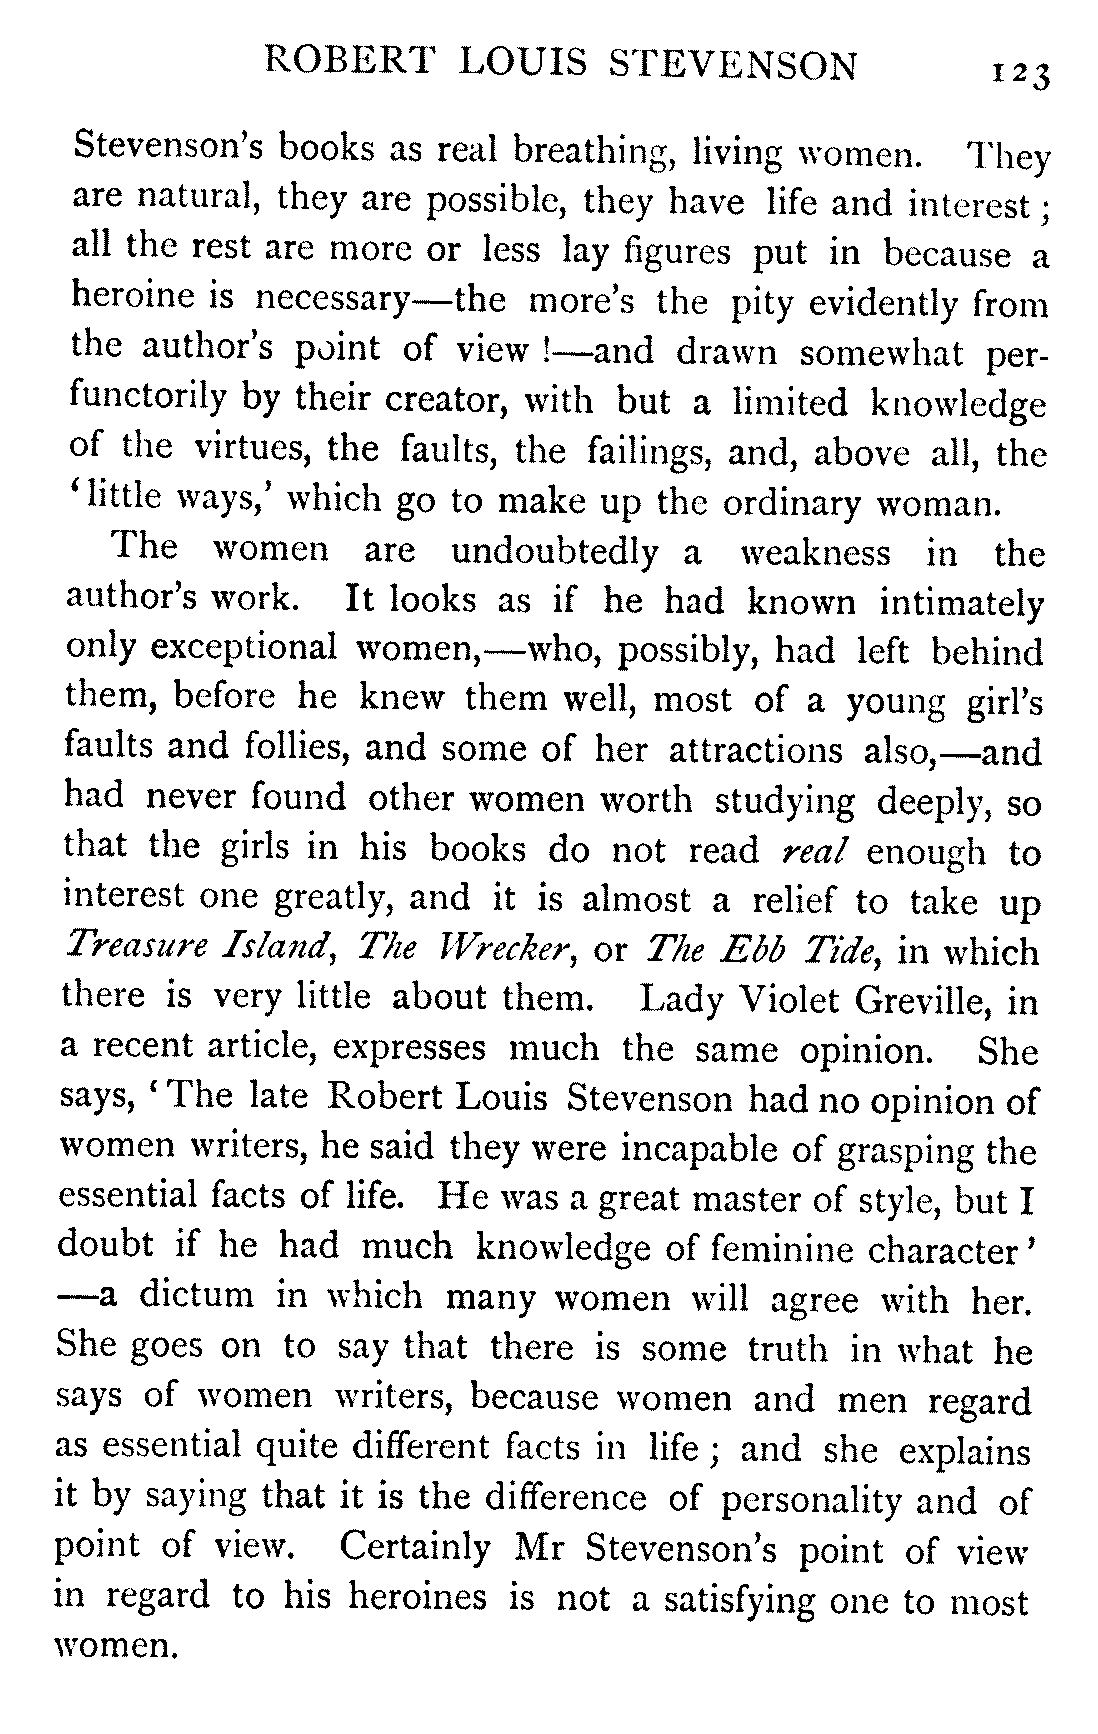 ROBERT LOUIS STEVENSON 123
Stevenson's books as real breathing, living women. They
are natural, they are possible, they have life and interest ;
all the rest are more or less lay figures put in because a
heroine is necessary—the more's the pity evidently from
the author's point of view !—and drawn somewhat per-
functorily by their creator, with but a limited knowledge
of the virtues, the faults, the failings, and, above all, the
‘little ways,’ which go to make up the ordinary woman.
The women are undoubtedly a weakness in the
author's work. It looks as if he had known intimately
only exceptional women,—who, possibly, had left behind
them, before he knew them well, most of a young girl's
faults and follies, and some of her attractions also,—and
had never found other women worth studying deeply, so
that the girls in his books do not read real enough to
interest one greatly, and it is almost a relief to take up
Treasure Island, The Wrecker, or The Ebb Tide, in which
there is very little about them. Lady Violet Greville, in
a recent article, expresses much the same opinion. She
says, ‘ The late Robert Louis Stevenson had no opinion of
women writers, he said they were incapable of grasping the
essential facts of life. He was a great master of style, but I
doubt if he had much knowledge of feminine character ’
—a dictum in which many women will agree with her.
She goes on to say that there is some truth in what he
says of women writers, because women and men regard
as essential quite different facts in life ; and she explains
it by saying that it is the difference of personality and of
point of view. Certainly Mr Stevenson's point of view
in regard to his heroines is not a satisfying one to most
women.